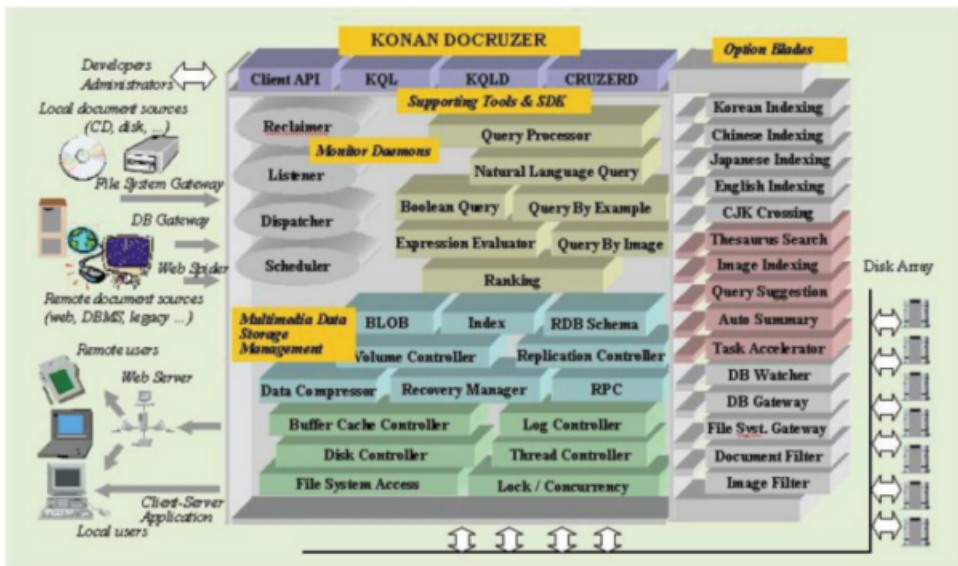 KONAN DOCRUZER
Option Blades
Developers
Administrators
Client API
KQL
KQLD
CRUZERD
Supporting Tools & SDK
Local document sources
(CD, disk, ...)
File System Gateway
DB Gateway
Web Spider
Remote document sources
(web, DBMS, legacy ...)
Remote users
Web Server
Client-Server
Application
Local users
Reclaimer
Monitor Daemons
Listener
Dispatcher
Scheduler
Query Processor
Natural Language Query
Boolean Query
Query By Example
Expression Evaluator
Query By Image
Ranking
Multimedia Data
Storage
Management
BLOB
Index
RDB Schema
Volume Controller
Replication Controller
Data Compressor
Recovery Manager
RPC
Buffer Cache Controller
Log Controller
Disk Controller
Thread Controller
File System Access
Lock / Concurrency
Korean Indexing
Chinese Indexing
Japanese Indexing
English Indexing
CJK Crossing
Thesaurus Search
Image Indexing
Query Suggestion
Auto Summary
Task Accelerator
DB Watcher
DB Gateway
File Syst. Gateway
Document Filter
Image Filter
Disk Array